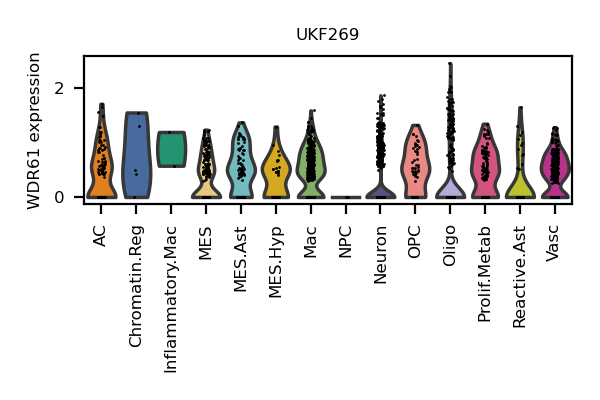 UKF269
WDR61 expression
2
0
AC
Chromatin.Reg
Inflammatory.Mac
MES
MES.Ast
MES.Hyp
Mac
NPC
Neuron
OPC
Oligo
Prolif.Metab
Reactive.Ast
Vasc